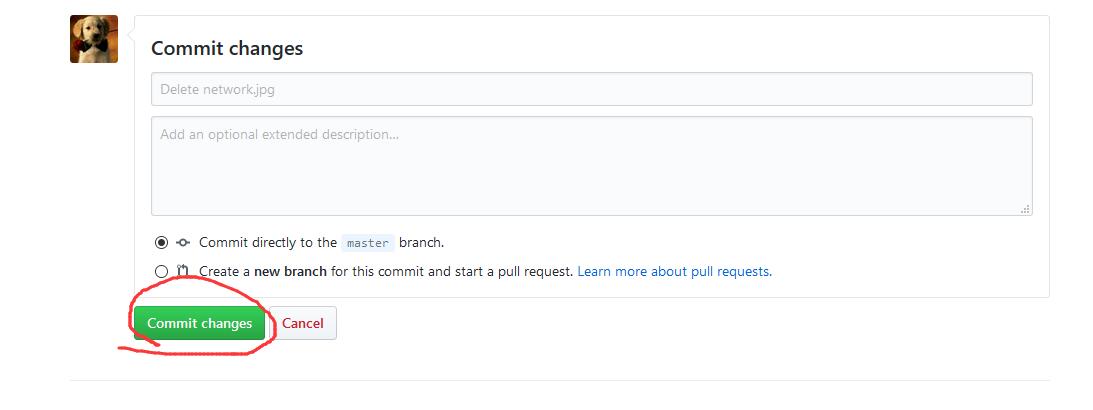 Commit changes
Delete network.jpg
Add an optional extended description...
Commit directly to the master branch.
Create a new branch for this commit and start a pull request. Learn more about pull requests.
Commit changes Cancel